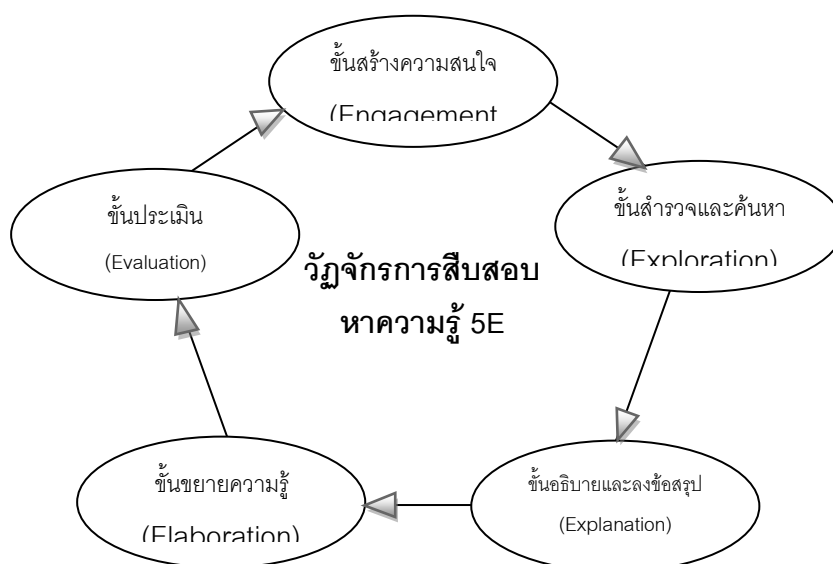 ขั้นสร้างความสนใจ
(Engagement
ขั้นสำรวจและค้นหา
(Exploration)
ขั้นอธิบายและลงข้อสรุป
(Explanation)
ขั้นขยายความรู้
(Elaboration)
ขั้นประเมิน
(Evaluation)
วัฏจักรการสืบสอบ
หาความรู้ 5E